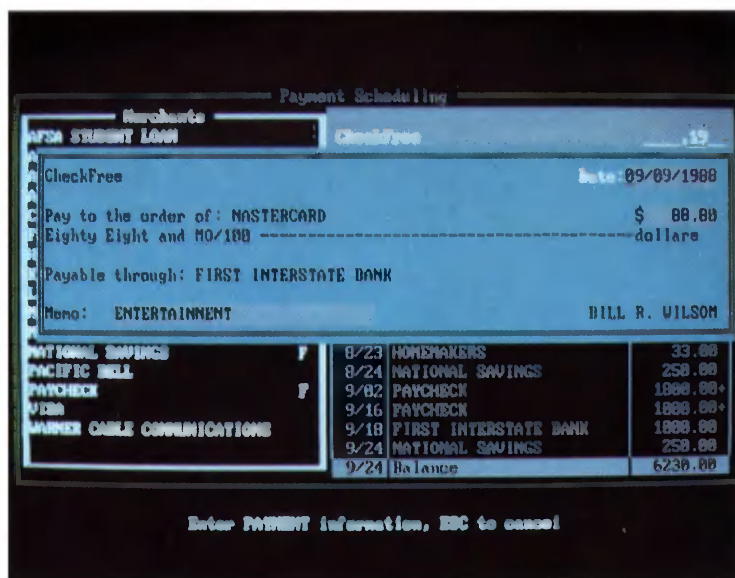 Payment Scheduling
Merchants
AFSA STUDENT LOAN
CheckFree ,19
CheckFree Date: 09/09/1988
Pay to the order of: MASTERCARD $ 88.80
Eighty Eight and NO/100 dollars
Payable through: FIRST INTERSTATE BANK
Memo: ENTERTAINMENT BILL R. WILSON
NATIONAL SAVINGS F 8/23 HOMEMAKERS 33.00
PACIFIC BELL 8/24 NATIONAL SAVINGS 250.00
PAYCHECK F 9/02 PAYCHECK 1800.00+
VISA 9/16 PAYCHECK 1800.00+
WARNER CABLE COMMUNICATIONS 9/18 FIRST INTERSTATE BANK 1000.00
9/24 NATIONAL SAVINGS 250.00
9/24 Balance 6230.00
Enter PAYMENT information, ESC to cancel